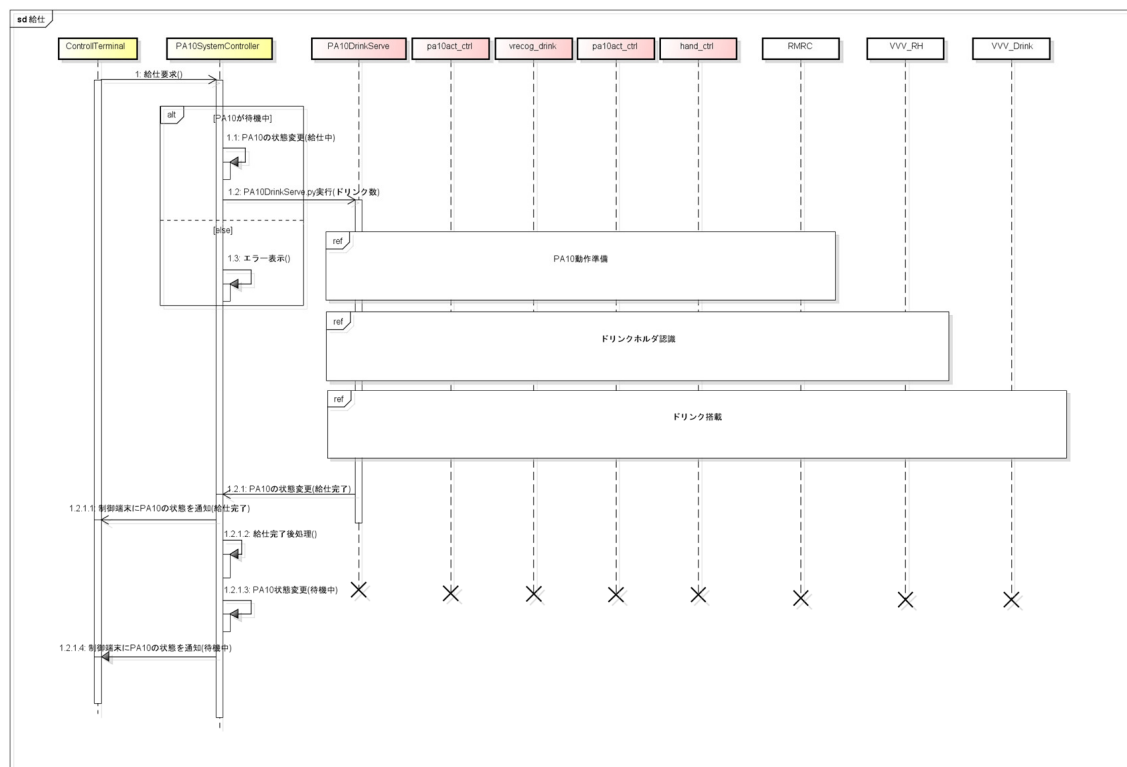 sd 給仕
ControllTerminal
PA10SystemController
PA10DrinkServe
pa10act_ctrl
vrecog_drink
pa10act_ctrl
hand_ctrl
RMRC
VVV_RH
VVV_Drink
1: 給仕要求()
alt
[PA10が待機中]
1.1: PA10の状態変更(給仕中)
1.2: PA10DrinkServe.py実行(ドリンク数)
[else]
ref
PA10動作準備
1.3: エラー表示()
ref
ドリンクホルダ認識
ref
ドリンク搭載
1.2.1: PA10の状態変更(給仕完了)
1.2.1.1: 制御端末にPA10の状態を通知(給仕完了)
1.2.1.2: 給仕完了後処理()
1.2.1.3: PA10状態変更(待機中)
1.2.1.4: 制御端末にPA10の状態を通知(待機中)